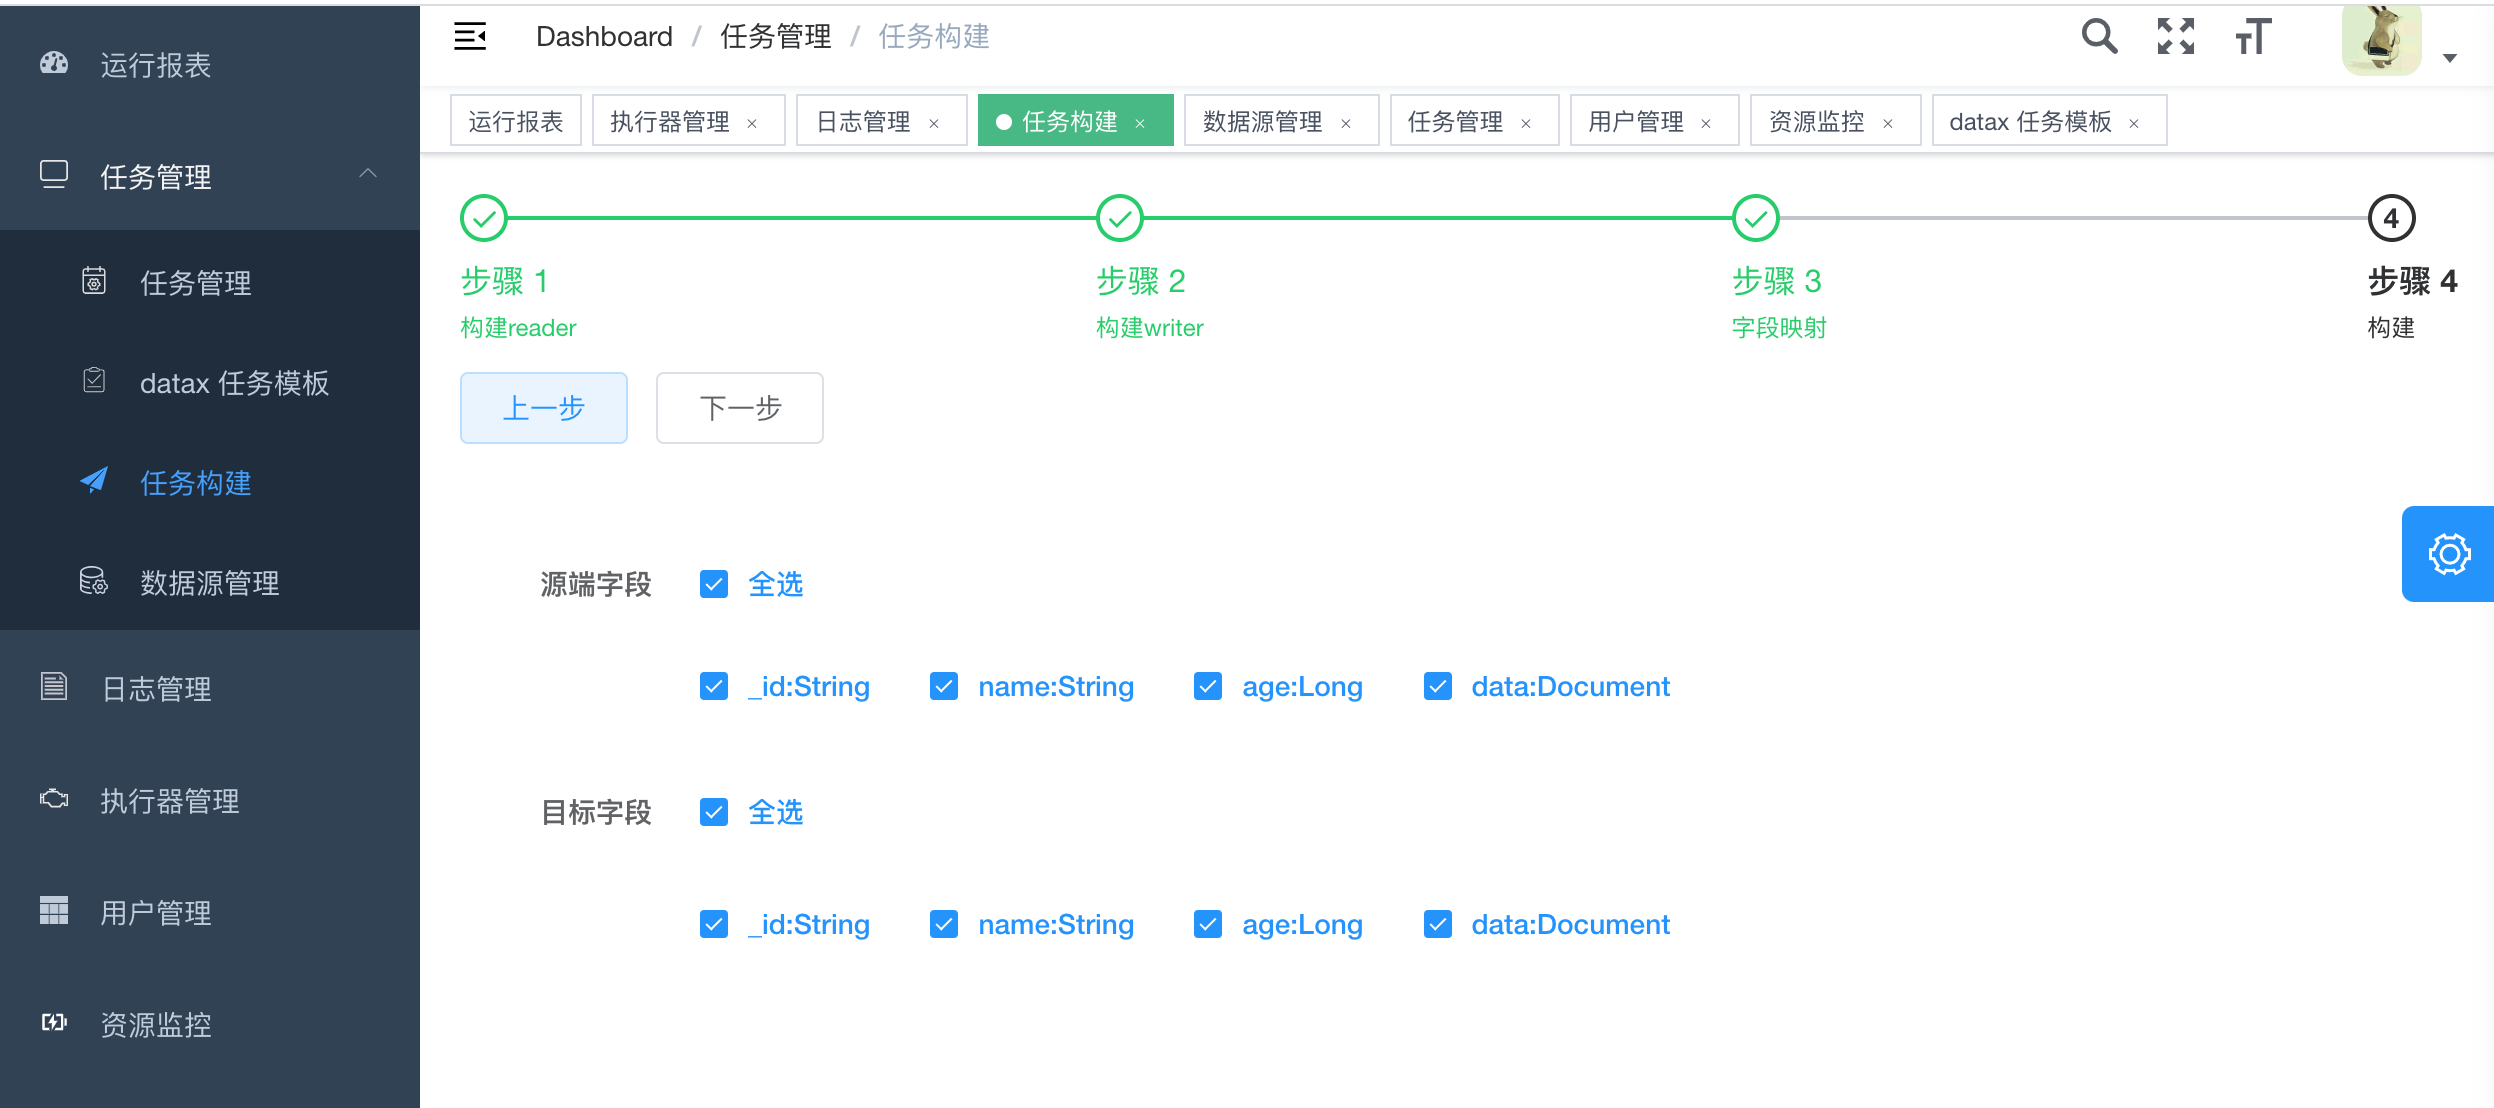 运行报表
任务管理
任务管理
datax 任务模板
任务构建
数据源管理
日志管理
执行器管理
用户管理
资源监控
Dashboard / 任务管理 / 任务构建
运行报表 执行器管理 × 日志管理 × 任务构建 × 数据源管理 × 任务管理 × 用户管理 × 资源监控 × datax 任务模板 ×
4
步骤 1 步骤 2 步骤 3 步骤 4
构建reader 构建writer 字段映射 构建
上一步 下一步
源端字段 全选
_id:String name:String age:Long data:Document
目标字段 全选
_id:String name:String age:Long data:Document